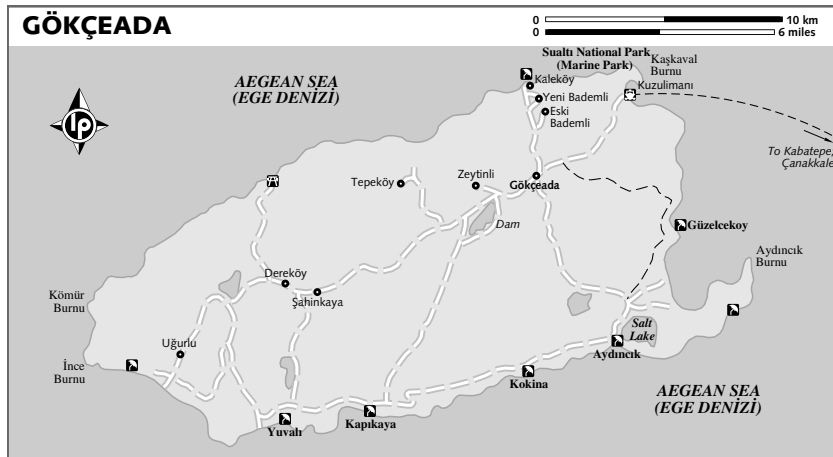 GÖKÇEADA
0 10 km
0 6 miles
Sualtı National Park
(Marine Park)
Kaşkaval
Burnu
AEGEAN SEA
(EGE DENİZİ)
Kaleköy
Kuzulimanı
Yeni Bademli
Eski
Bademli
lp
To Kabatepe,
Çanakkale
Tepeköy
Zeytinli
Gökçeada
Dam
Güzelcekoy
Aydıncık
Burnu
Dereköy
Şahinkaya
Kömür
Burnu
Uğurlu
Salt
Lake
Aydıncık
İnce
Burnu
Kokina
AEGEAN SEA
(EGE DENİZİ)
Kapıkaya
Yuvalı